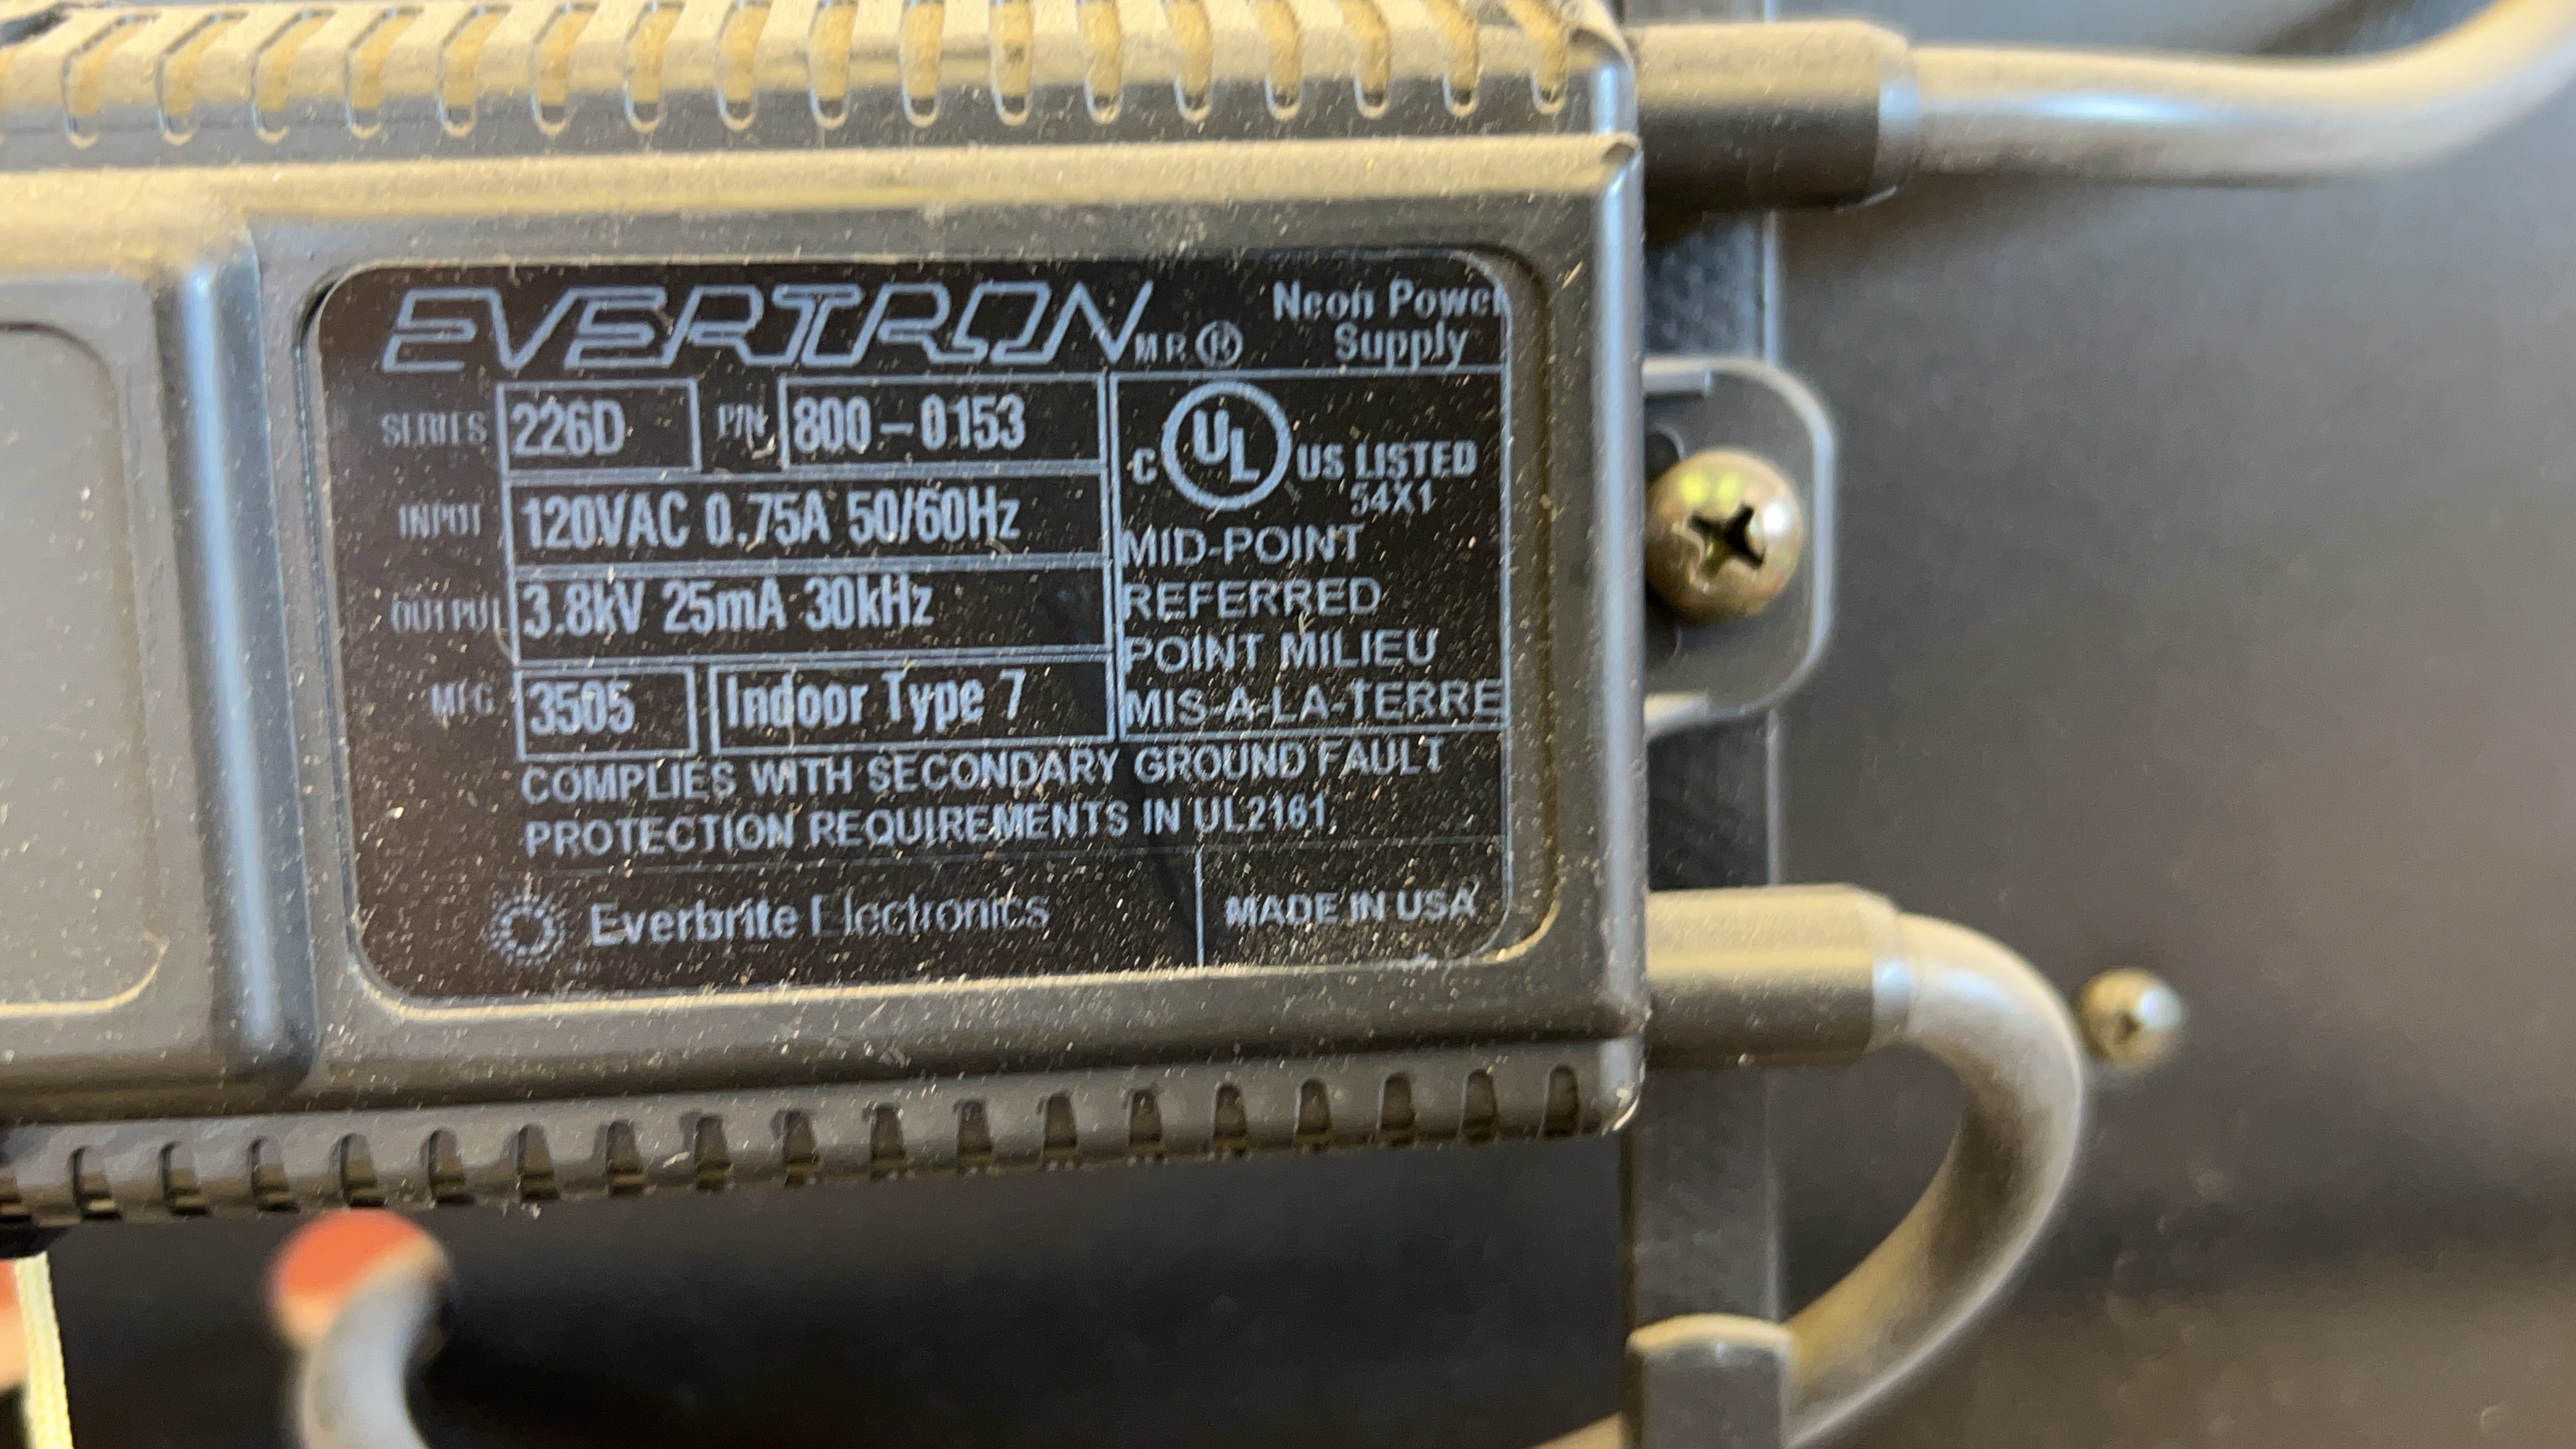 EVERTRON M.R.® Neon Power Supply
SERIES 226D P/N 800-0153
INPUT 120VAC 0.75A 50/60Hz
OUTPUT 3.8kV 25mA 30kHz
MFG 3505 Indoor Type 7
C UL US LISTED
54X1
MID-POINT
REFERRED
POINT MILIEU
MIS-A-LA-TERRE
COMPLIES WITH SECONDARY GROUND FAULT
PROTECTION REQUIREMENTS IN UL2161.
Everbrite Electronics
MADE IN USA